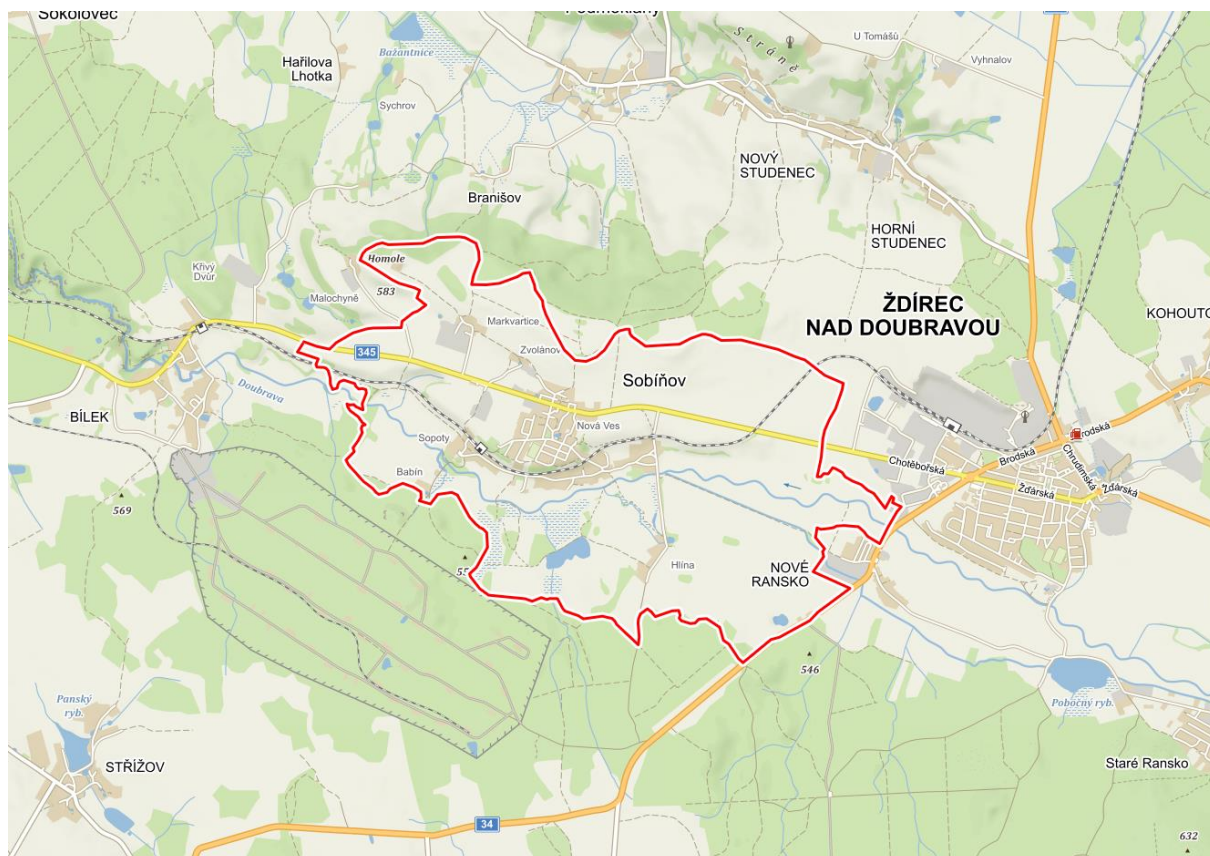 Sokolovec
Podmoklany
Bažantnice
Hařilova
Lhotka
Sychrov
Stráně
U Tomášů
Vyhnalov
NOVÝ
STUDENEC
Branišov
HORNÍ
STUDENEC
Křivý
Dvůr
Homole
583
Malochyně
Markvartice
Zvolánov
345
ŽDÍREC
NAD DOUBRAVOU
KOHOUTO
Sobíňov
Doubrava
BÍLEK
Nová Ves
Sopoty
Babín
Chotěbořská
Brodská
Brodská
Chrudimská
Žďárská
Žďárská
569
Hlína
NOVÉ
RANSKO
546
Panský
ryb.
STŘÍŽOV
Pobočný ryb.
Staré Ransko
34
632